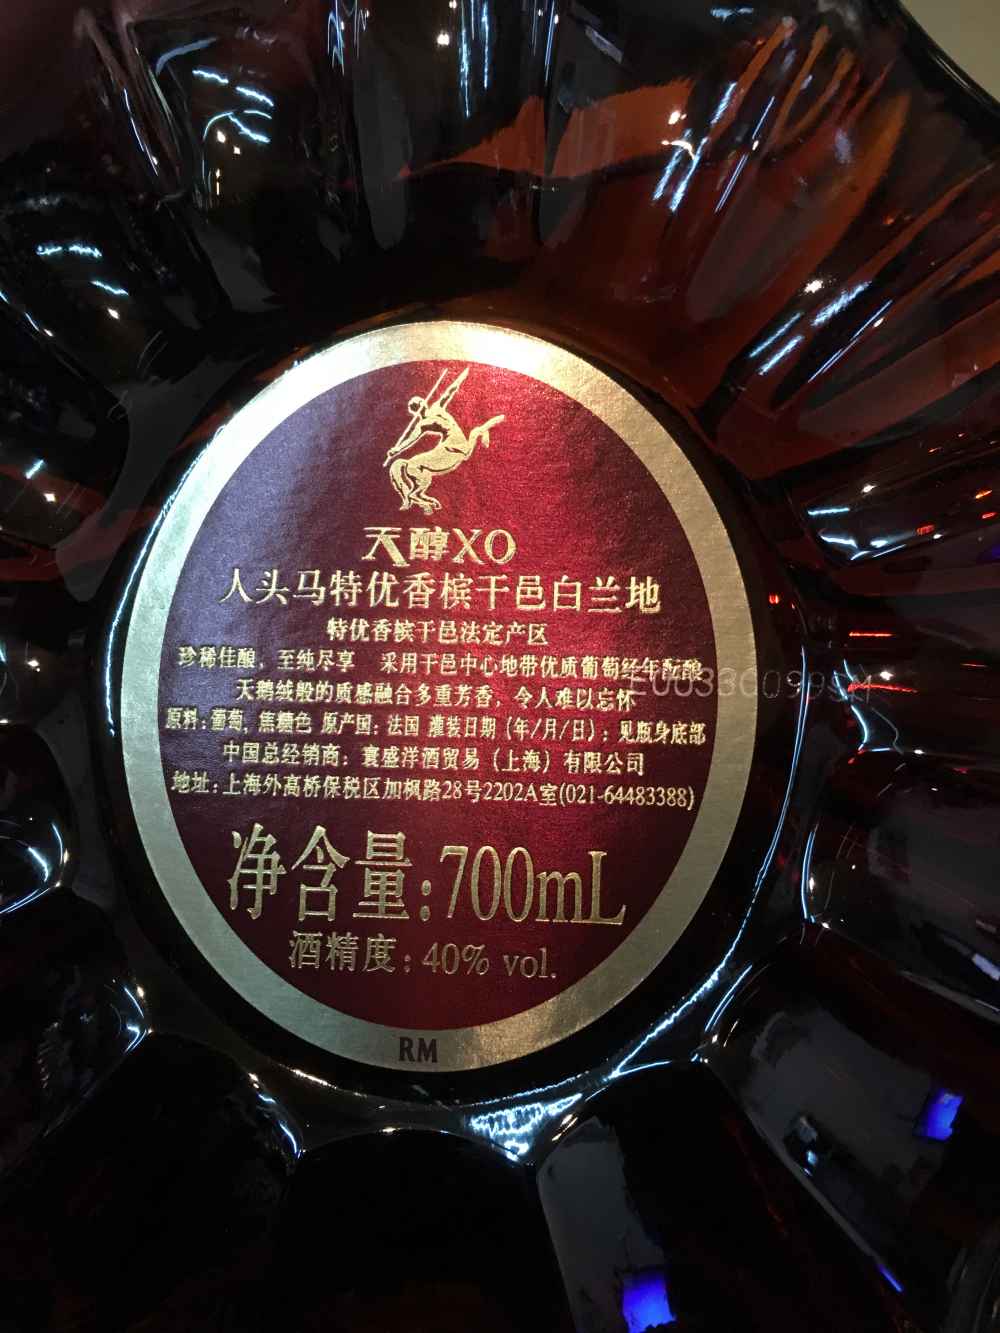 天醇XO
人头马特优香槟干邑白兰地
特优香槟干邑法定产区
珍稀佳酿，至纯尽享 采用干邑中心地带优质葡萄经年酝酿
天鹅绒般的质感融合多重芳香，令人难以忘怀
原料：葡萄，焦糖色 原产国：法国 灌装日期（年/月/日）：见瓶身底部
中国总经销商：寰盛洋酒贸易（上海）有限公司
地址：上海外高桥保税区加枫路28号2202A室(021-64483388)
净含量：700mL
酒精度：40% vol.
RM